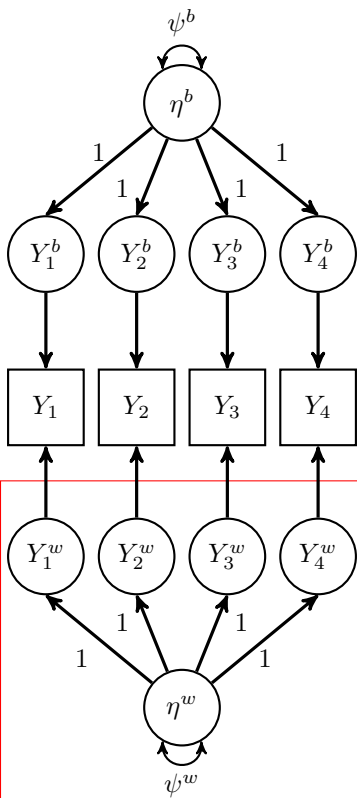 ψ^b
η^b
1 1 1 1
Y_1^b Y_2^b Y_3^b Y_4^b
Y_1 Y_2 Y_3 Y_4
Y_1^w Y_2^w Y_3^w Y_4^w
1 1 1 1
η^w
ψ^w